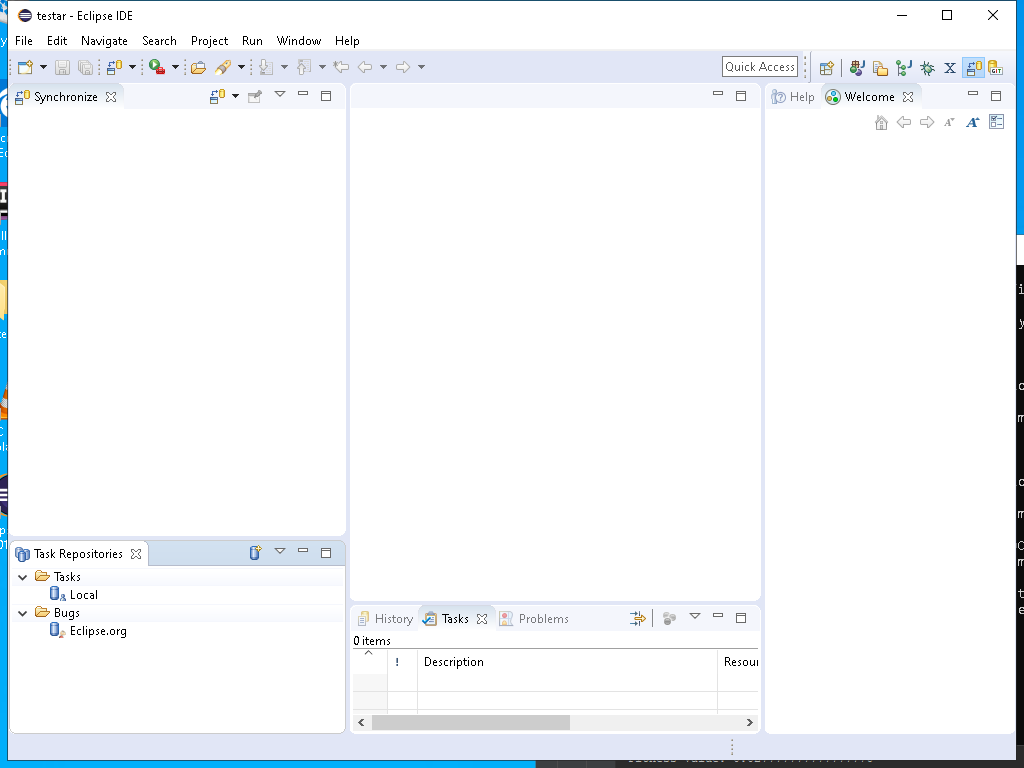 testar - Eclipse IDE
File Edit Navigate Search Project Run Window Help
Quick Access
Synchronize
Help Welcome
Task Repositories
Tasks
Local
Bugs
Eclipse.org
History Tasks Problems
0 items
! Description Resour